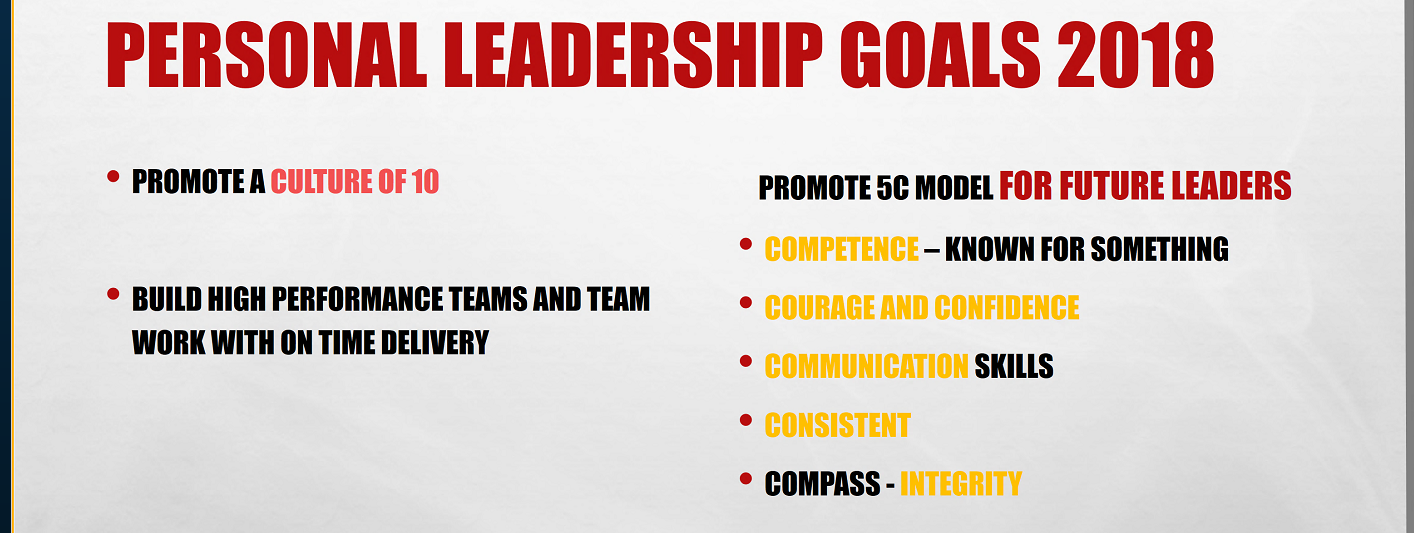 PERSONAL LEADERSHIP GOALS 2018
• PROMOTE A CULTURE OF 10
• BUILD HIGH PERFORMANCE TEAMS AND TEAM
WORK WITH ON TIME DELIVERY
PROMOTE 5C MODEL FOR FUTURE LEADERS
• COMPETENCE – KNOWN FOR SOMETHING
• COURAGE AND CONFIDENCE
• COMMUNICATION SKILLS
• CONSISTENT
• COMPASS - INTEGRITY